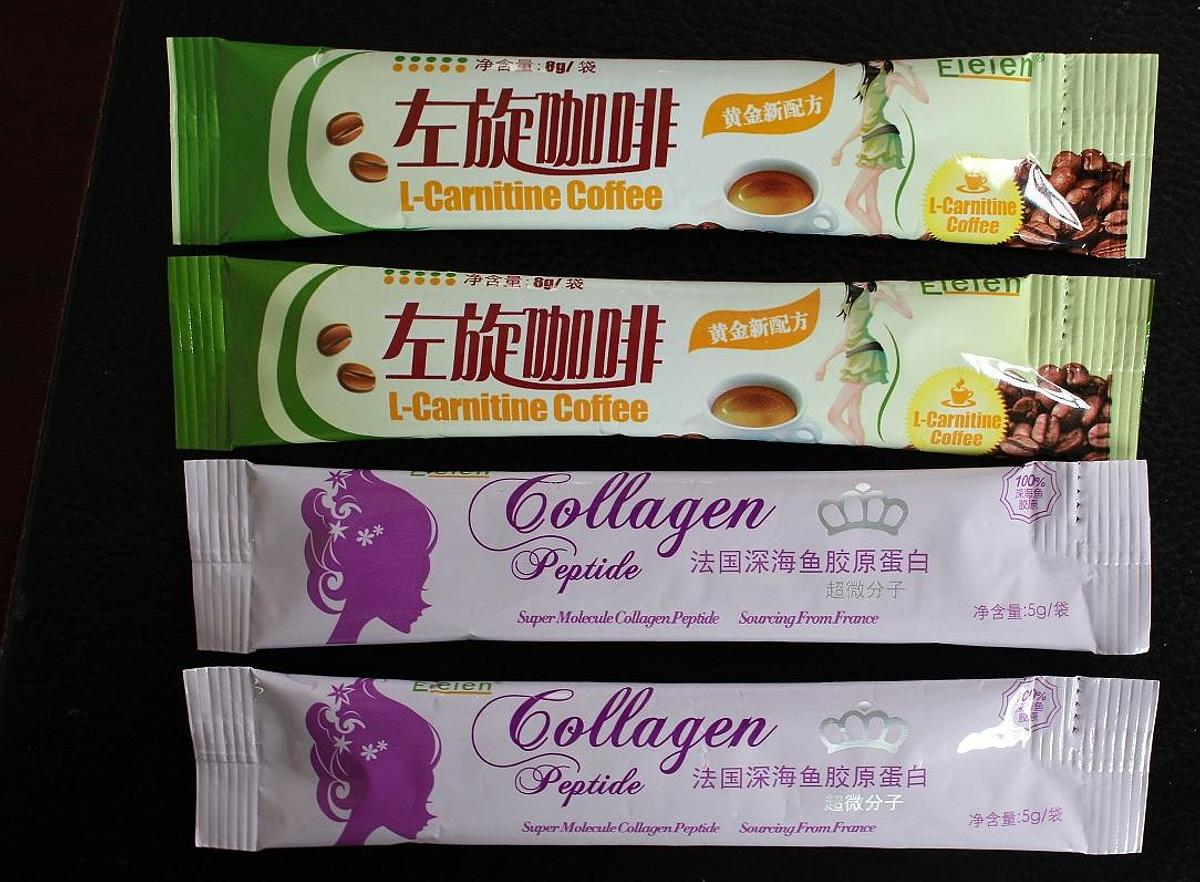 净含量:8g/袋
Eleien®
左旋咖啡
黄金新配方
L-Carnitine Coffee
L-Carnitine
Coffee
净含量:8g/袋
Eleien
左旋咖啡
黄金新配方
L-Carnitine Coffee
L-Carnitine
Coffee
Eleien
Collagen
Peptide
100%
深海鱼
胶原
法国深海鱼胶原蛋白
超微分子
Super Molecule Collagen Peptide Sourcing From France
净含量:5g/袋
Eleien
Collagen
Peptide
法国深海鱼胶原蛋白
超微分子
Super Molecule Collagen Peptide Sourcing From France
净含量:5g/袋